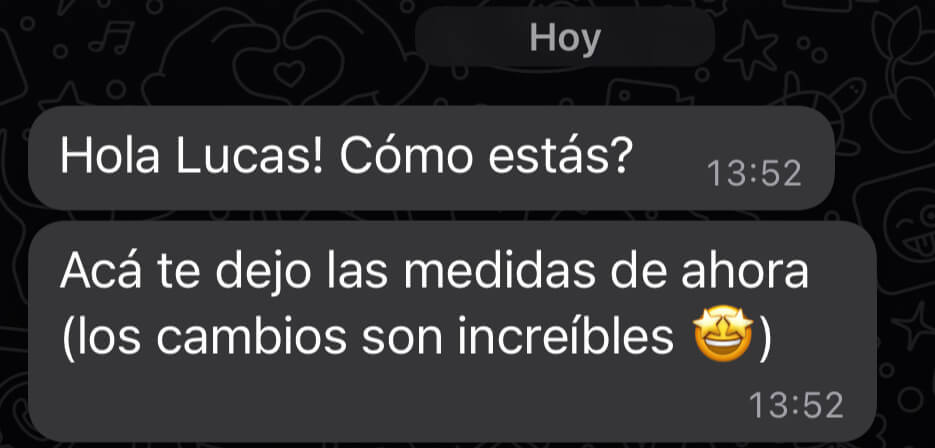 Hoy
Hola Lucas! Cómo estás?
13:52
Acá te dejo las medidas de ahora
(los cambios son increíbles 🤩)
13:52